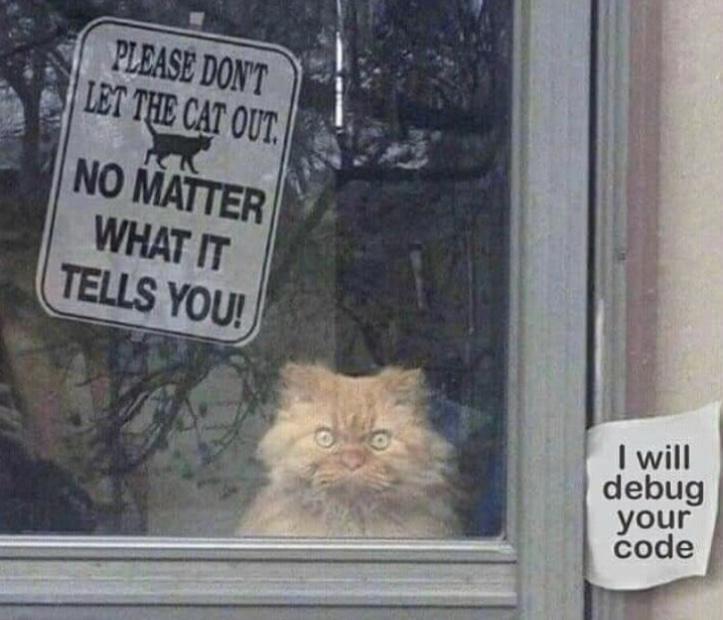 PLEASE DON'T
LET THE CAT OUT.
NO MATTER
WHAT IT
TELLS YOU!
I will
debug
your
code